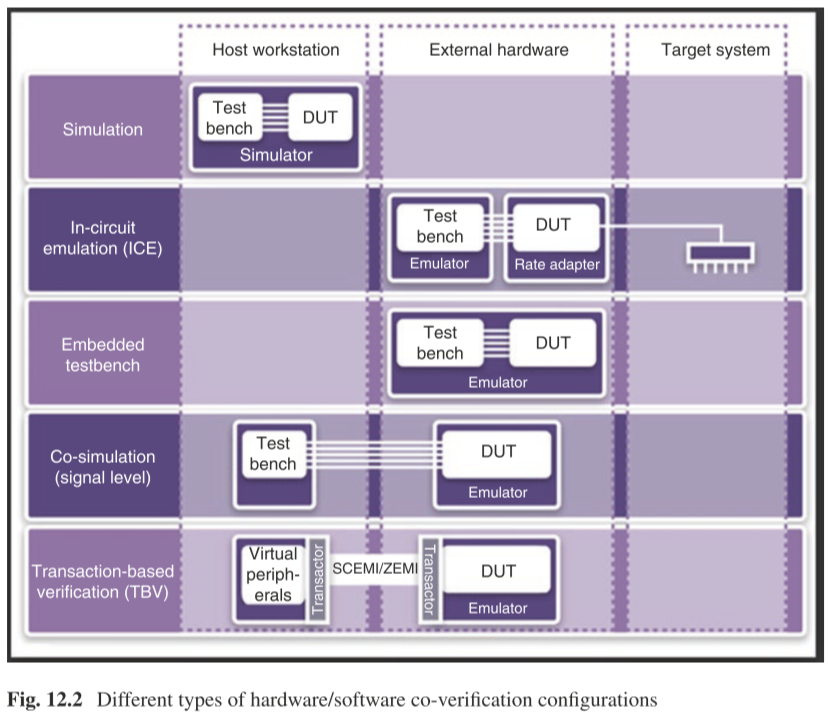 Host workstation
External hardware
Target system
Simulation
Test
bench
DUT
Simulator
In-circuit
emulation (ICE)
Test
bench
Emulator
DUT
Rate adapter
Embedded
testbench
Test
bench
DUT
Emulator
Co-simulation
(signal level)
Test
bench
DUT
Emulator
Transaction-based
verification (TBV)
Virtual
periph-
erals
Transactor
SCEMI/ZEMI
Transactor
DUT
Emulator
Fig. 12.2 Different types of hardware/software co-verification configurations